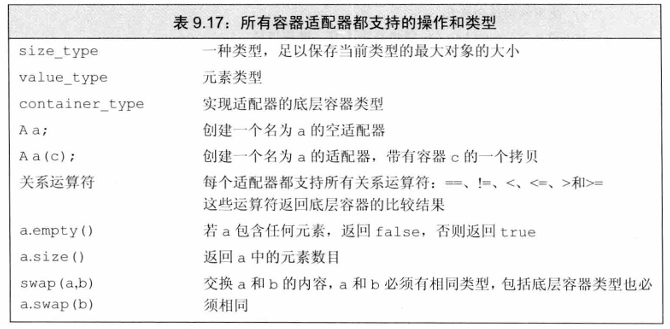 表 9.17：所有容器适配器都支持的操作和类型
size_type 一种类型，足以保存当前类型的最大对象的大小
value_type 元素类型
container_type 实现适配器的底层容器类型
A a; 创建一个名为 a 的空适配器
A a(c); 创建一个名为 a 的适配器，带有容器 c 的一个拷贝
关系运算符 每个适配器都支持所有关系运算符：==、!=、<、<=、>和>=
这些运算符返回底层容器的比较结果
a.empty() 若 a 包含任何元素，返回 false，否则返回 true
a.size() 返回 a 中的元素数目
swap(a,b) 交换 a 和 b 的内容，a 和 b 必须有相同类型，包括底层容器类型也必
a.swap(b) 须相同